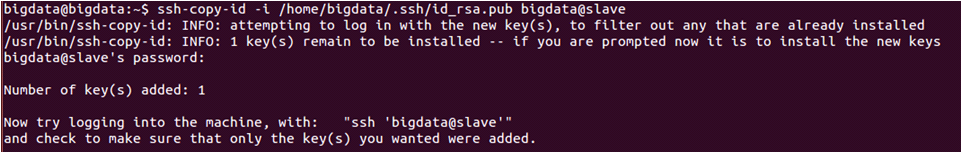 bigdata@bigdata:~$ ssh-copy-id -i /home/bigdata/.ssh/id_rsa.pub bigdata@slave
/usr/bin/ssh-copy-id: INFO: attempting to log in with the new key(s), to filter out any that are already installed
/usr/bin/ssh-copy-id: INFO: 1 key(s) remain to be installed -- if you are prompted now it is to install the new keys
bigdata@slave's password:
Number of key(s) added: 1
Now try logging into the machine, with:   "ssh 'bigdata@slave'"
and check to make sure that only the key(s) you wanted were added.